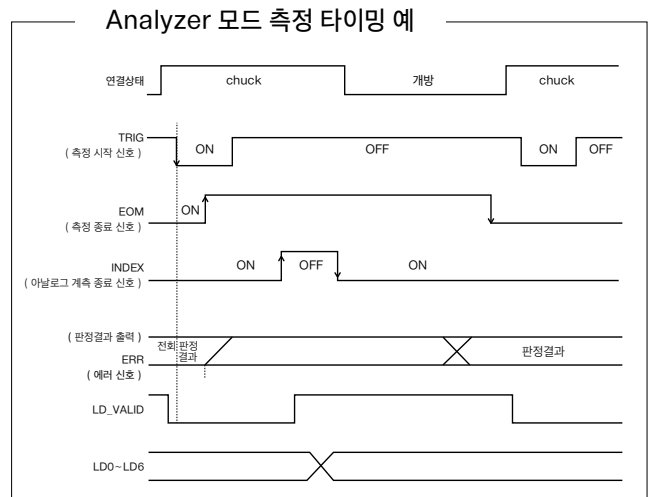 Analyzer 모드 측정 타이밍 예
연결상태 chuck 개방 chuck
TRIG
( 측정 시작 신호 )
ON OFF ON OFF
EOM
( 측정 종료 신호 )
ON
INDEX
( 아날로그 계측 종료 신호 )
ON OFF ON
( 판정결과 출력 )
ERR
( 에러 신호 )
전회 판정
결과
판정결과
LD_VALID
LD0~LD6